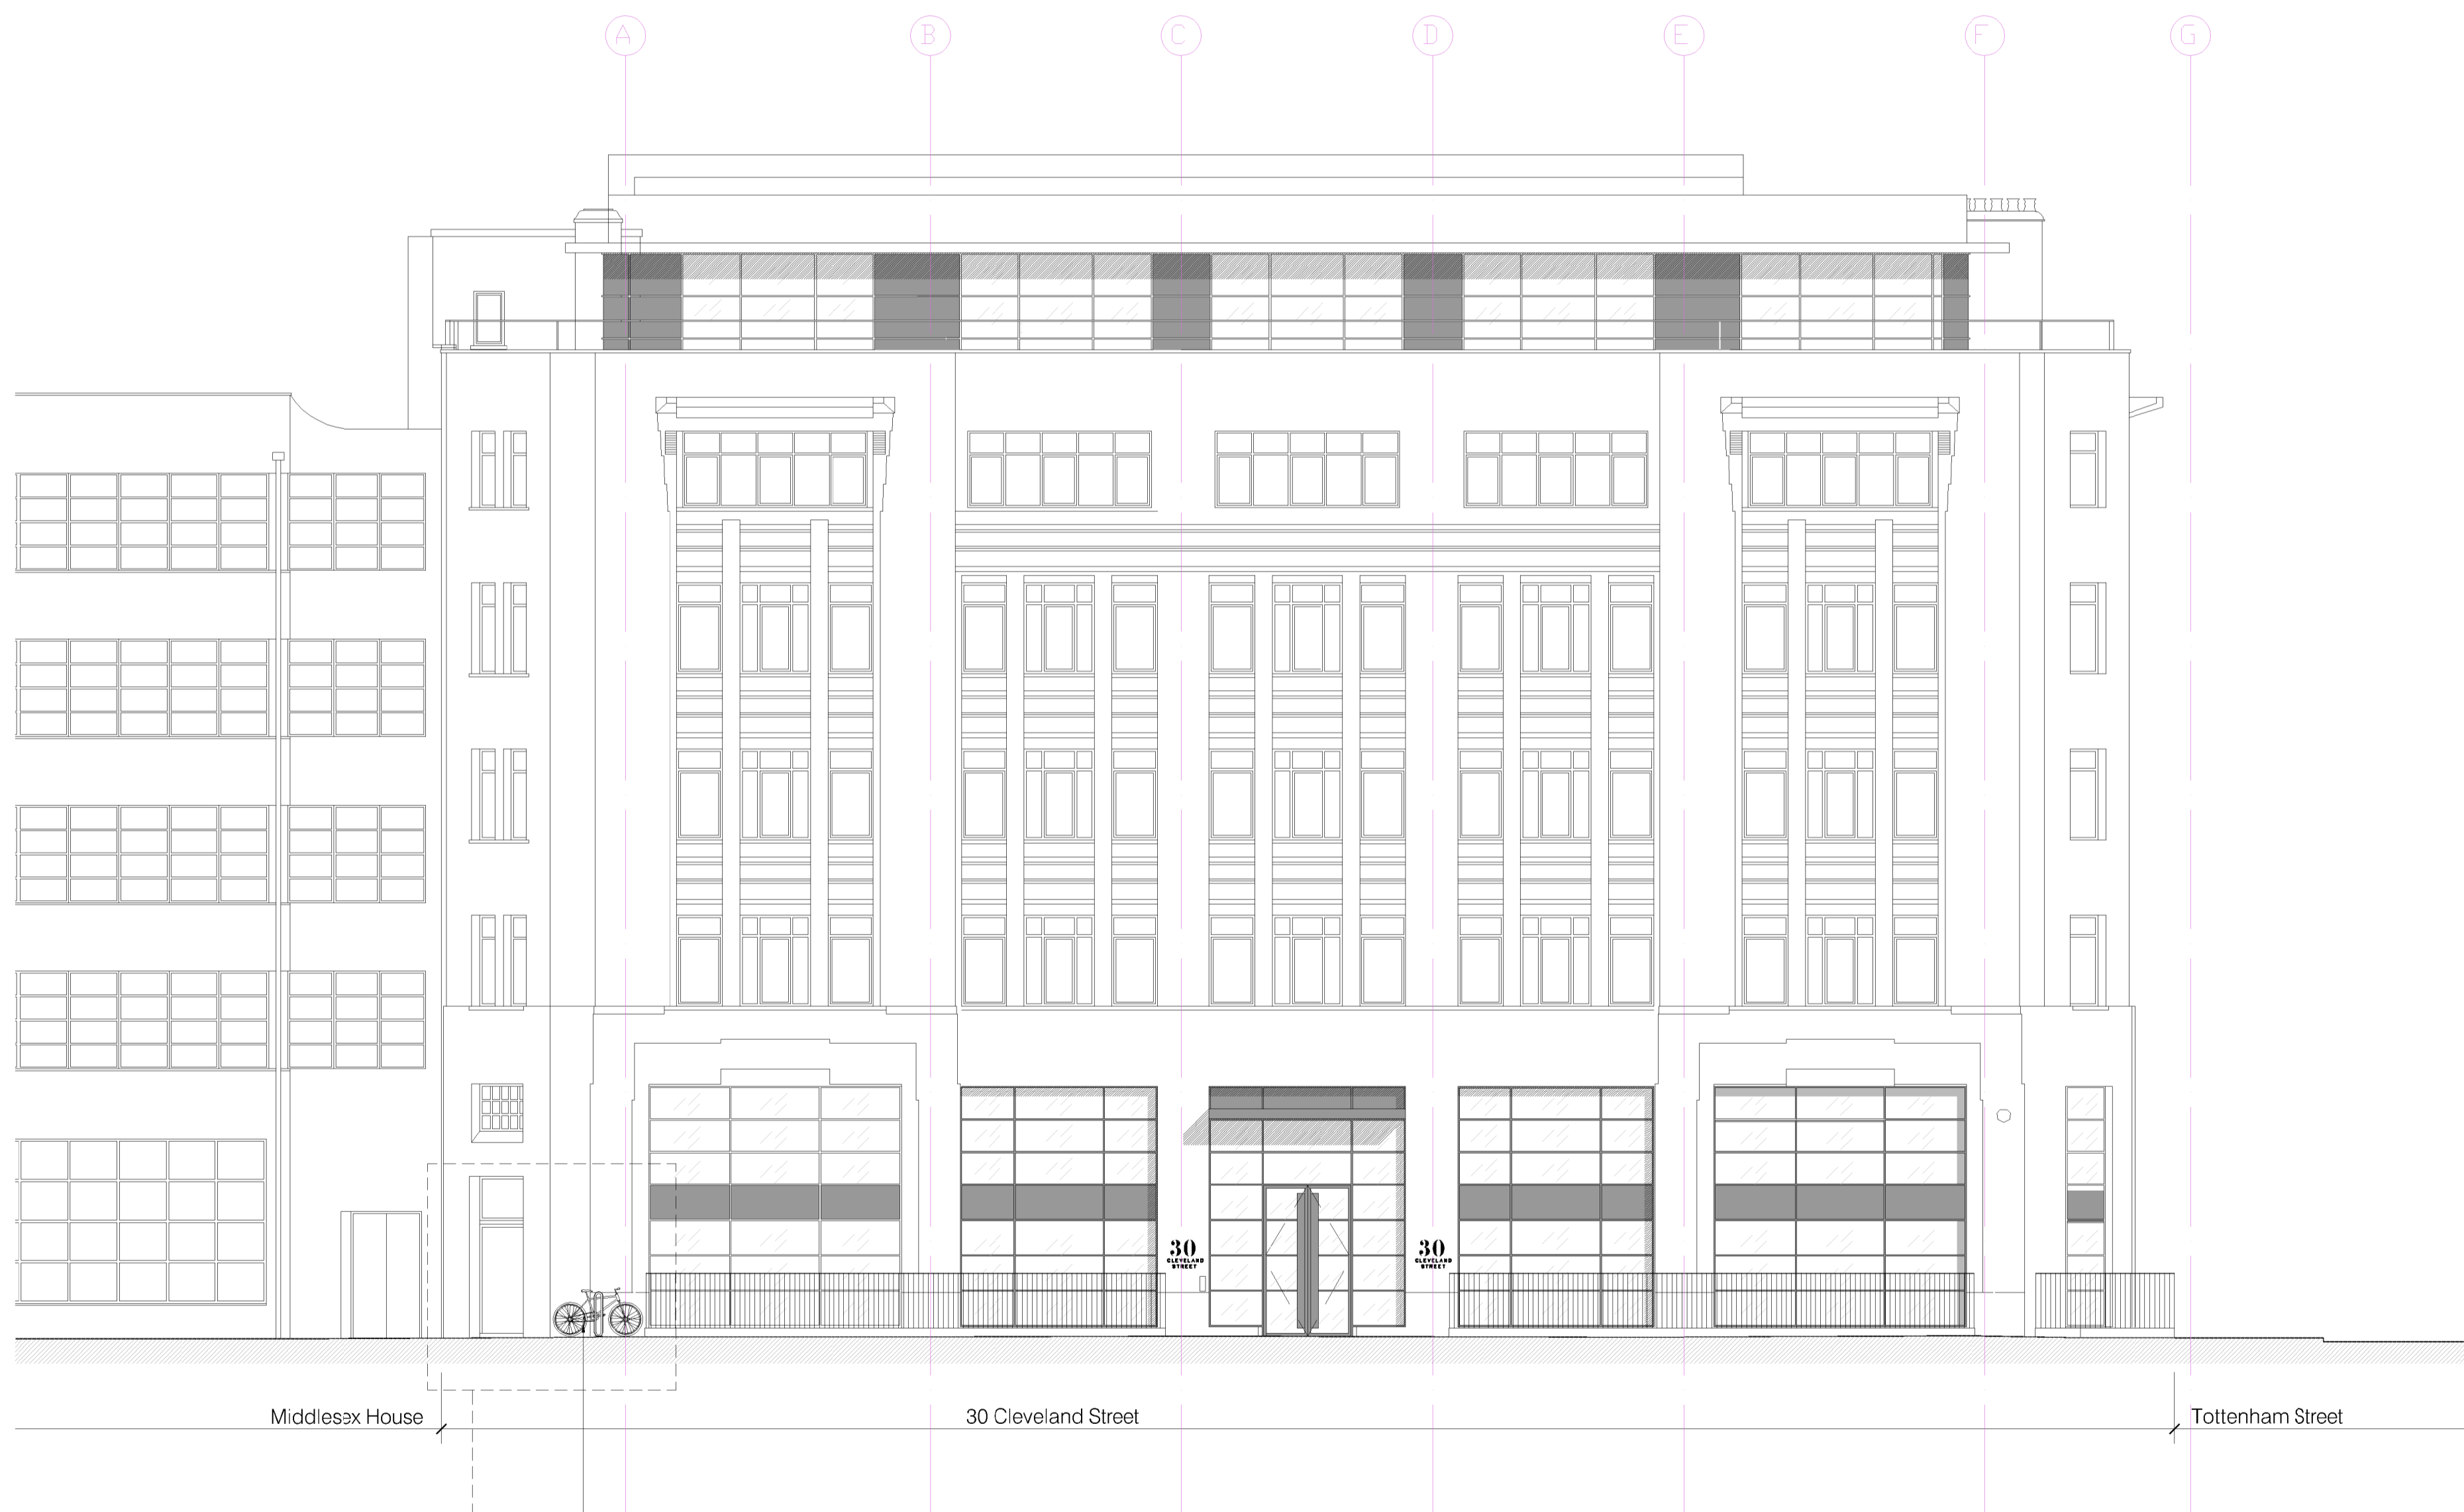 A B C D E F G
30 30
CLEVELAND CLEVELAND
STREET STREET
Middlesex House 30 Cleveland Street Tottenham Street